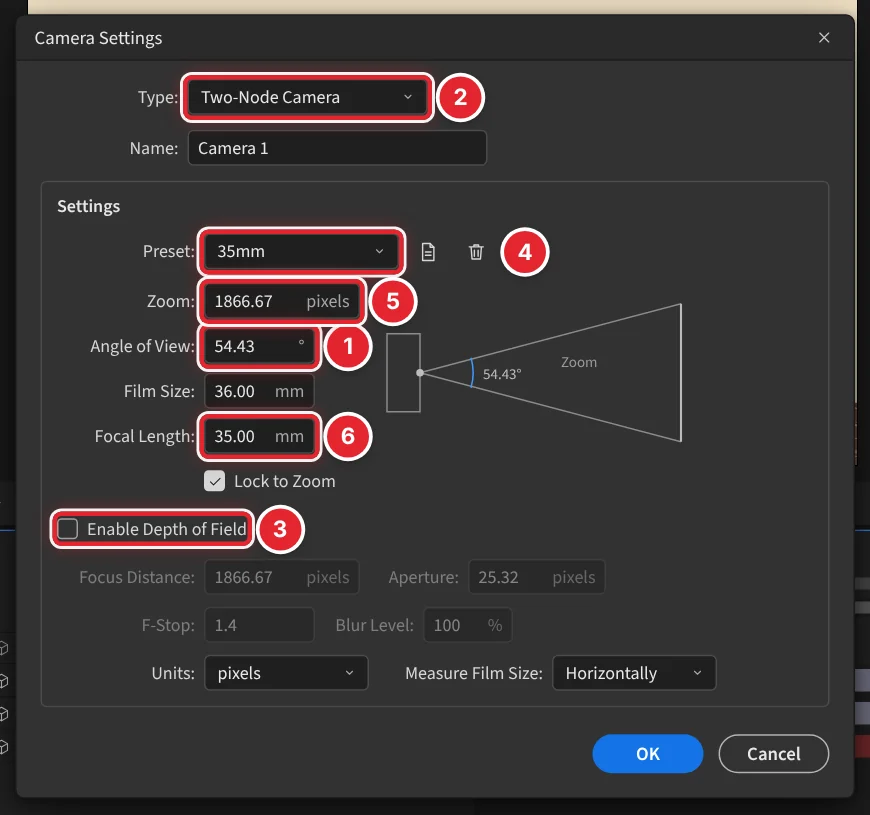 Camera Settings
Type: Two-Node Camera 2
Name: Camera 1
Settings
Preset: 35mm 4
Zoom: 1866.67 pixels 5
Angle of View: 54.43 ° 1
54.43° Zoom
Film Size: 36.00 mm
Focal Length: 35.00 mm 6
Lock to Zoom
Enable Depth of Field 3
Focus Distance: 1866.67 pixels Aperture: 25.32 pixels
F-Stop: 1.4 Blur Level: 100 %
Units: pixels Measure Film Size: Horizontally
OK Cancel